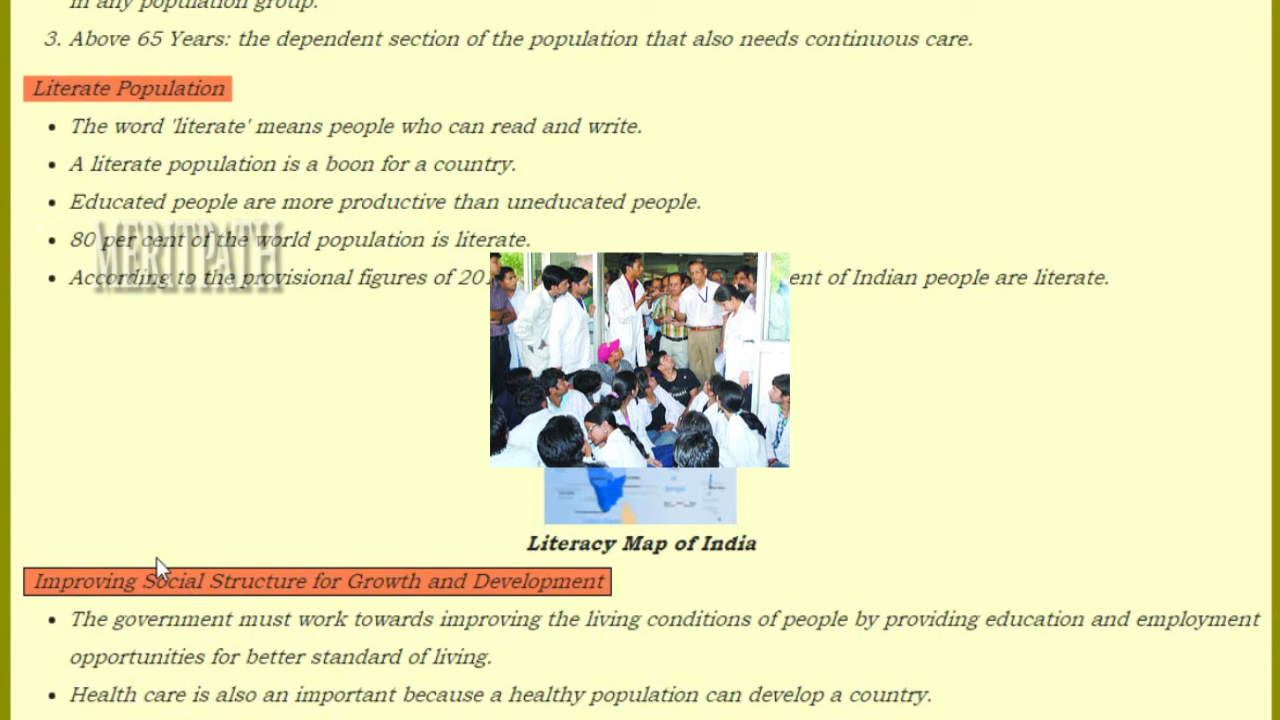 in any population group.
3. Above 65 Years: the dependent section of the population that also needs continuous care.
Literate Population
• The word 'literate' means people who can read and write.
• A literate population is a boon for a country.
• Educated people are more productive than uneducated people.
• 80 per cent of the world population is literate.
MERITPATH
• According to the provisional figures of 201 ent of Indian people are literate.
Literacy Map of India
Improving Social Structure for Growth and Development
• The government must work towards improving the living conditions of people by providing education and employment
opportunities for better standard of living.
• Health care is also an important because a healthy population can develop a country.